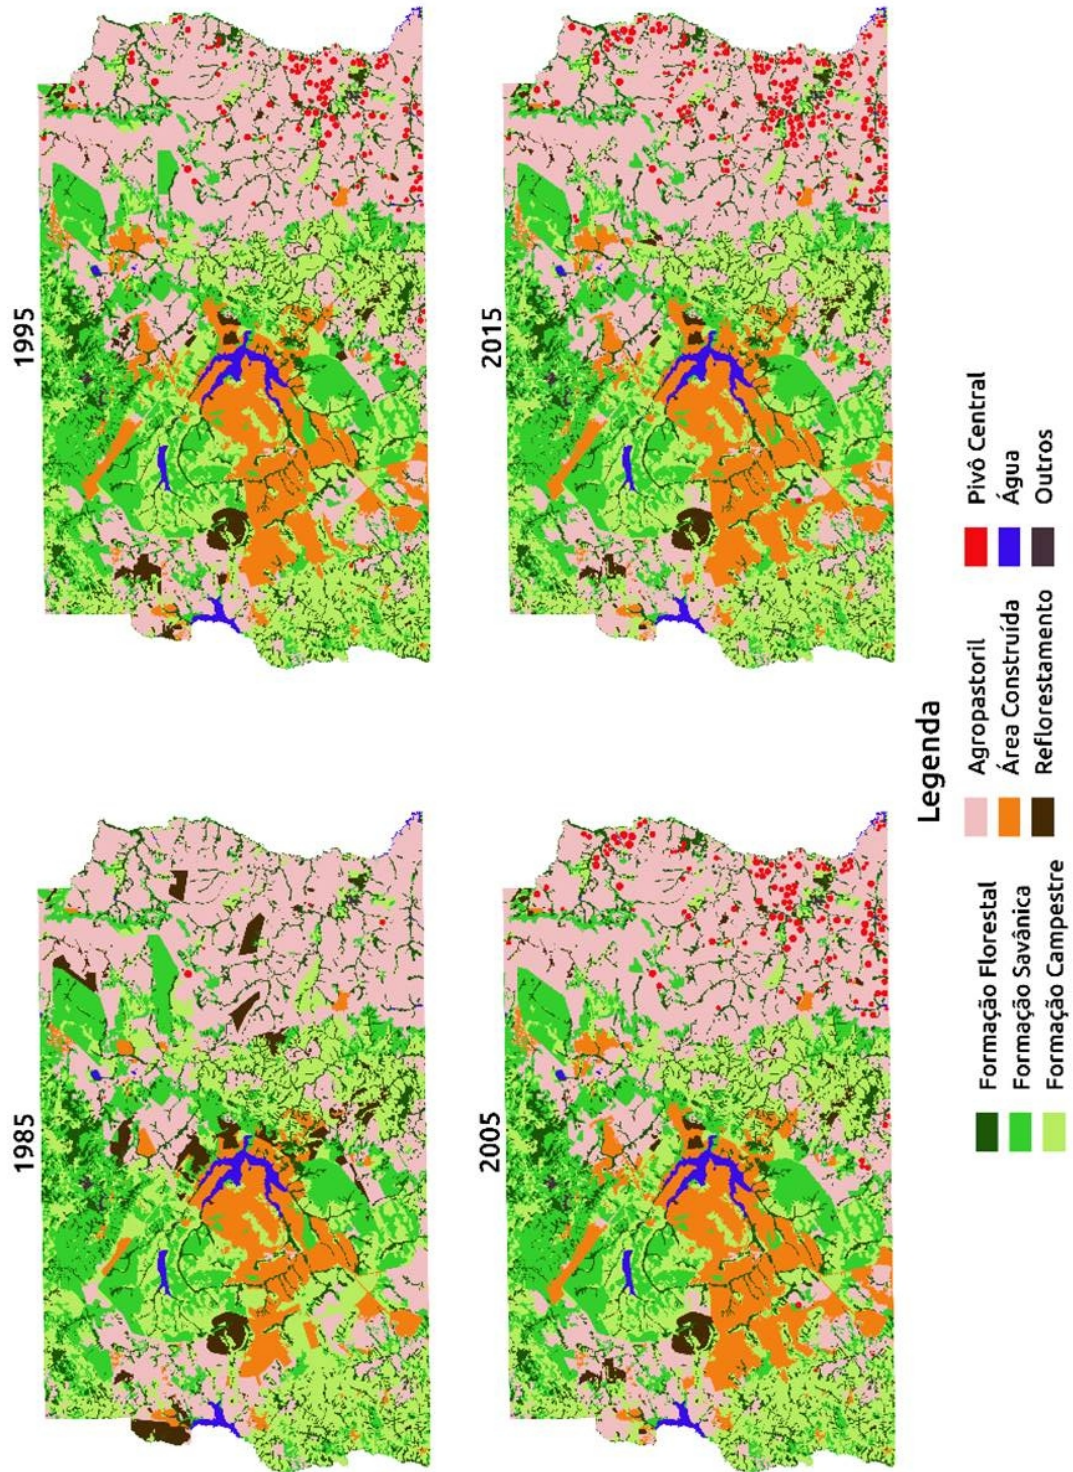 1985
1995
2005
2015
Legenda
Formação Florestal
Formação Savânica
Formação Campestre
Agropastoril
Área Construída
Reflorestamento
Pivô Central
Água
Outros